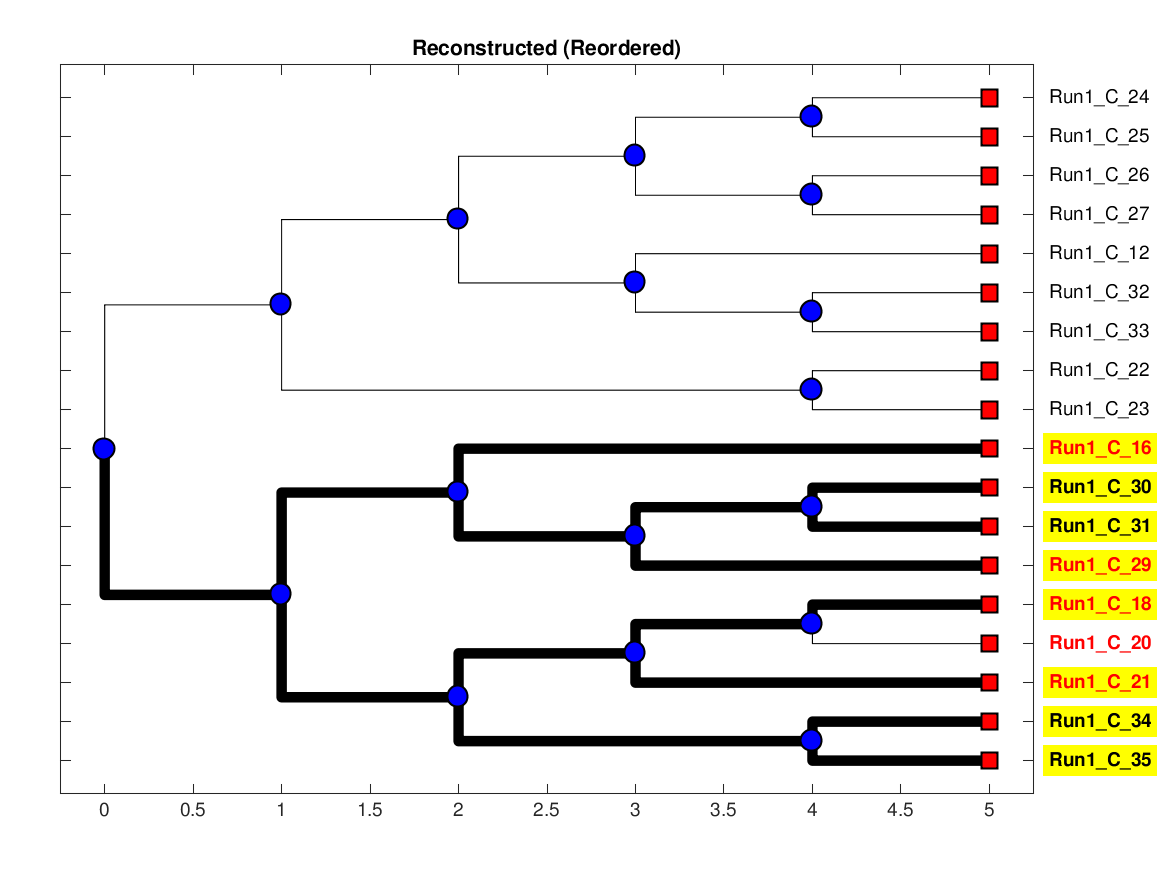 Reconstructed (Reordered)
Run1_C_24
Run1_C_25
Run1_C_26
Run1_C_27
Run1_C_12
Run1_C_32
Run1_C_33
Run1_C_22
Run1_C_23
Run1_C_16
Run1_C_30
Run1_C_31
Run1_C_29
Run1_C_18
Run1_C_20
Run1_C_21
Run1_C_34
Run1_C_35
0 0.5 1 1.5 2 2.5 3 3.5 4 4.5 5